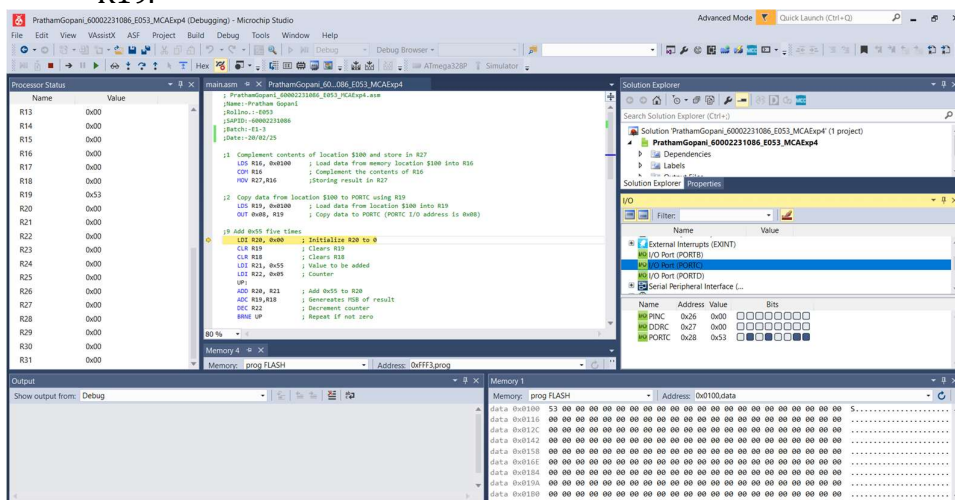 R19.
PrathamGopani_60002231086_E053_MCAExp4 (Debugging) - Microchip Studio
Advanced Mode
Quick Launch (Ctrl+Q)
File Edit View VAssistX ASF Project Build Debug Tools Window Help
Debug
Debug Browser
Hex
ATmega328P
Simulator
Processor Status
Name Value
R13 0x00
R14 0x00
R15 0x00
R16 0x00
R17 0x00
R18 0x00
R19 0x53
R20 0x00
R21 0x00
R22 0x00
R23 0x00
R24 0x00
R25 0x00
R26 0x00
R27 0x00
R28 0x00
R29 0x00
R30 0x00
R31 0x00
main.asm
PrathamGopani_60...086_E053_MCAExp4
; PrathamGopani_60002231086_E053_MCAExp4.asm
;Name:-Pratham Gopani
;Rollno.:-E053
;SAPID:-60002231086
;Batch:-E1-3
;Date:-20/02/25
;1 Complement contents of location $100 and store in R27
LDS R16, 0x0100 ; Load data from memory location $100 into R16
COM R16 ; Complement the contents of R16
MOV R27,R16 ;Storing result in R27
;2 Copy data from location $100 to PORTC using R19
LDS R19, 0x0100 ; Load data from location $100 into R19
OUT 0x08, R19 ; Copy data to PORTC (PORTC I/O address is 0x08)
;9 Add 0x55 five times
LDI R20, 0x00 ; Initialize R20 to 0
CLR R19 ; Clears R19
CLR R18 ; Clears R18
LDI R21, 0x55 ; Value to be added
LDI R22, 0x05 ; Counter
UP:
ADD R20, R21 ; Add 0x55 to R20
ADC R19,R18 ; Genereates MSB of result
DEC R22 ; Decrement counter
BRNE UP ; Repeat if not zero
80 %
Memory 4
Memory: prog FLASH Address: 0xFFF3,prog
Solution Explorer
Search Solution Explorer (Ctrl+;)
Solution 'PrathamGopani_60002231086_E053_MCAExp4' (1 project)
PrathamGopani_60002231086_E053_MCAExp4
Dependencies
Labels
Solution Explorer Properties
I/O
Filter:
Name Value
External Interrupts (EXINT)
I/O Port (PORTB)
I/O Port (PORTC)
I/O Port (PORTD)
Serial Peripheral Interface (...
Name Address Value Bits
PINC 0x26 0x00
DDRC 0x27 0x00
PORTC 0x28 0x53
Output
Show output from: Debug
Memory 1
Memory: prog FLASH Address: 0x0100,data
data 0x0100 53 00 00 00 00 00 00 00 00 00 00 00 00 00 00 00 00 00 00 00 00 00 S.....................
data 0x0116 00 00 00 00 00 00 00 00 00 00 00 00 00 00 00 00 00 00 00 00 00 00 ......................
data 0x012C 00 00 00 00 00 00 00 00 00 00 00 00 00 00 00 00 00 00 00 00 00 00 ......................
data 0x0142 00 00 00 00 00 00 00 00 00 00 00 00 00 00 00 00 00 00 00 00 00 00 ......................
data 0x0158 00 00 00 00 00 00 00 00 00 00 00 00 00 00 00 00 00 00 00 00 00 00 ......................
data 0x016E 00 00 00 00 00 00 00 00 00 00 00 00 00 00 00 00 00 00 00 00 00 00 ......................
data 0x0184 00 00 00 00 00 00 00 00 00 00 00 00 00 00 00 00 00 00 00 00 00 00 ......................
data 0x019A 00 00 00 00 00 00 00 00 00 00 00 00 00 00 00 00 00 00 00 00 00 00 ......................
data 0x01B0 00 00 00 00 00 00 00 00 00 00 00 00 00 00 00 00 00 00 00 00 00 00 ......................